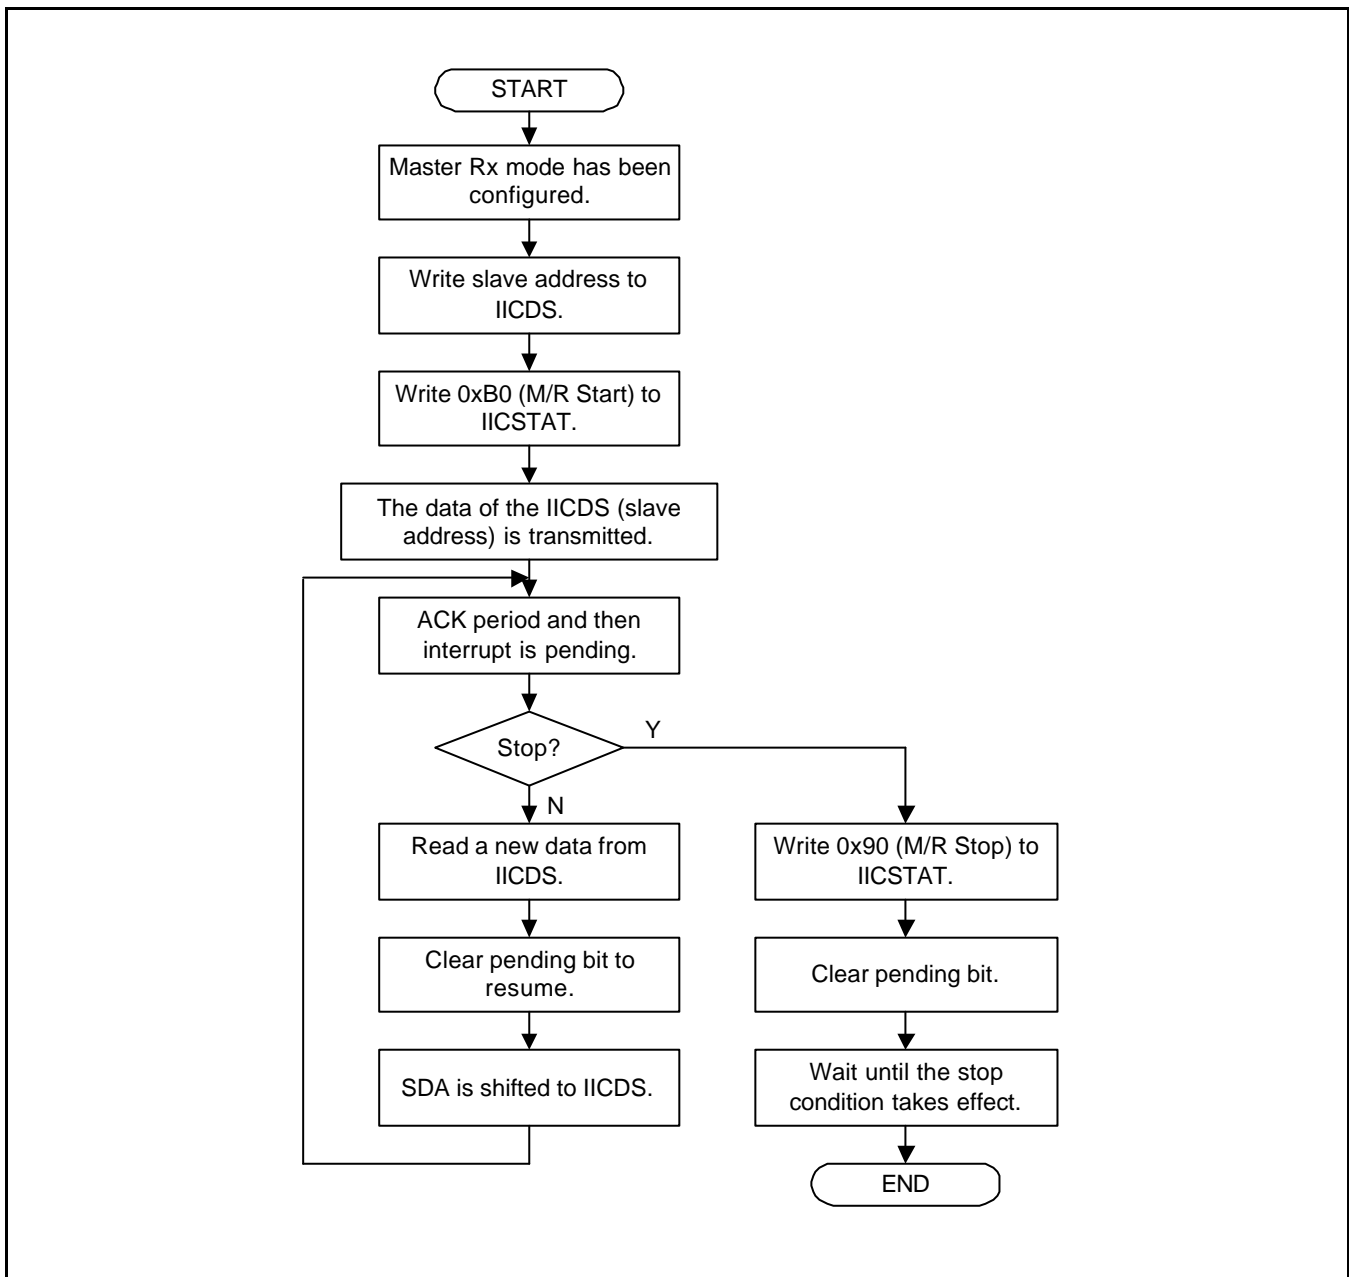 START
Master Rx mode has been
configured.
Write slave address to
IICDS.
Write 0xB0 (M/R Start) to
IICSTAT.
The data of the IICDS (slave
address) is transmitted.
ACK period and then
interrupt is pending.
Stop?
Y
N
Read a new data from
IICDS.
Clear pending bit to
resume.
SDA is shifted to IICDS.
Write 0x90 (M/R Stop) to
IICSTAT.
Clear pending bit.
Wait until the stop
condition takes effect.
END